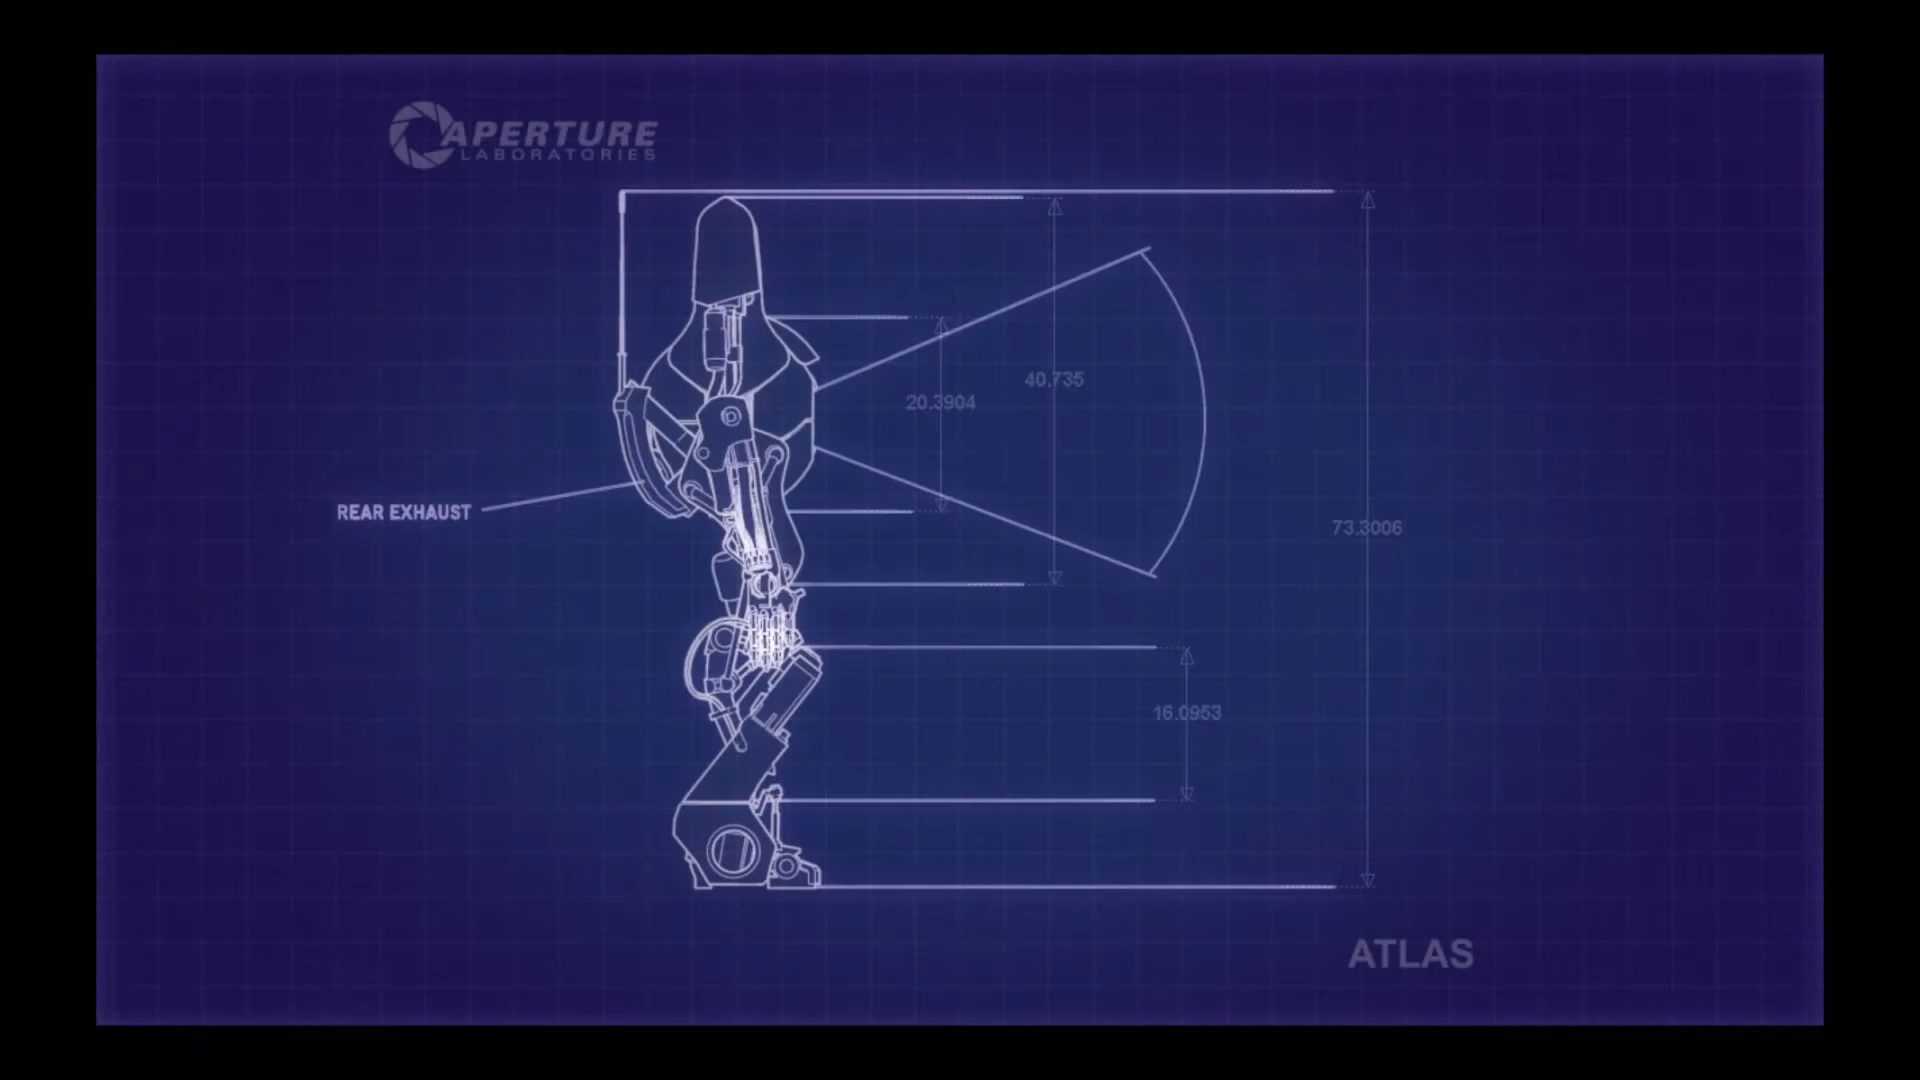 APERTURE
LABORATORIES
40.735
20.3904
REAR EXHAUST
73.3006
16.0953
ATLAS